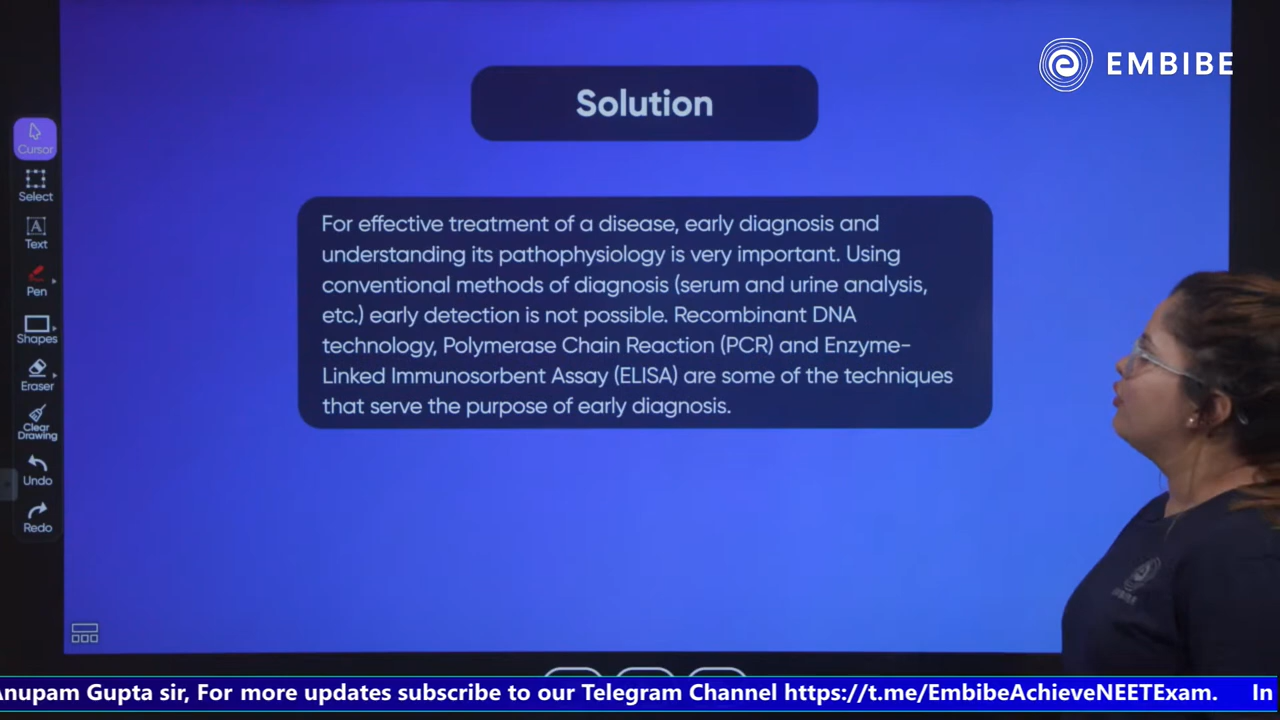 EMBIBE
Solution
For effective treatment of a disease, early diagnosis and
understanding its pathophysiology is very important. Using
conventional methods of diagnosis (serum and urine analysis,
etc.) early detection is not possible. Recombinant DNA
technology, Polymerase Chain Reaction (PCR) and Enzyme-
Linked Immunosorbent Assay (ELISA) are some of the techniques
that serve the purpose of early diagnosis.
Cursor
Select
Text
Pen
Shapes
Eraser
Clear
Drawing
Undo
Redo
Anupam Gupta sir, For more updates subscribe to our Telegram Channel https://t.me/EmbibeAchieveNEETExam. In